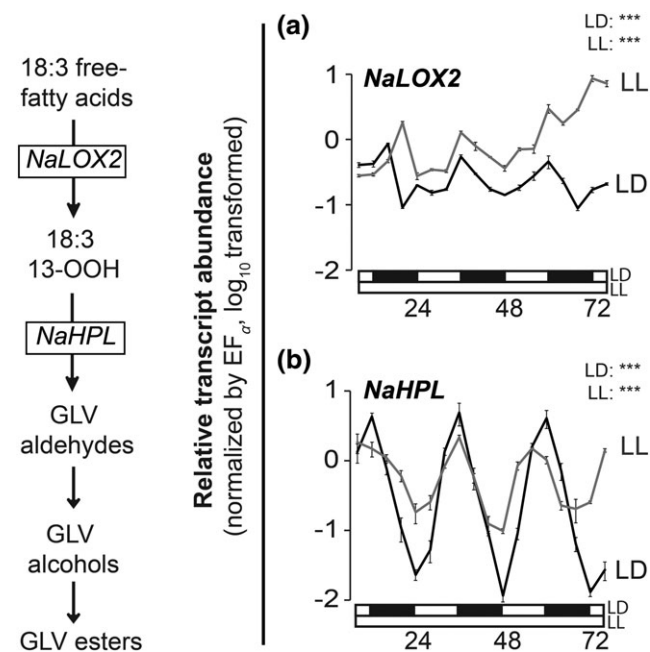 18:3 free-
fatty acids
NaLOX2
18:3
13-OOH
NaHPL
GLV
aldehydes
GLV
alcohols
GLV esters
Relative transcript abundance
(normalized by EFα, log10 transformed)
(a)
LD: ***
LL: ***
NaLOX2
1
0
-1
-2
LL
LD
LD
LL
24
48
72
(b)
LD: ***
LL: ***
NaHPL
1
0
-1
-2
LL
LD
LD
LL
24
48
72